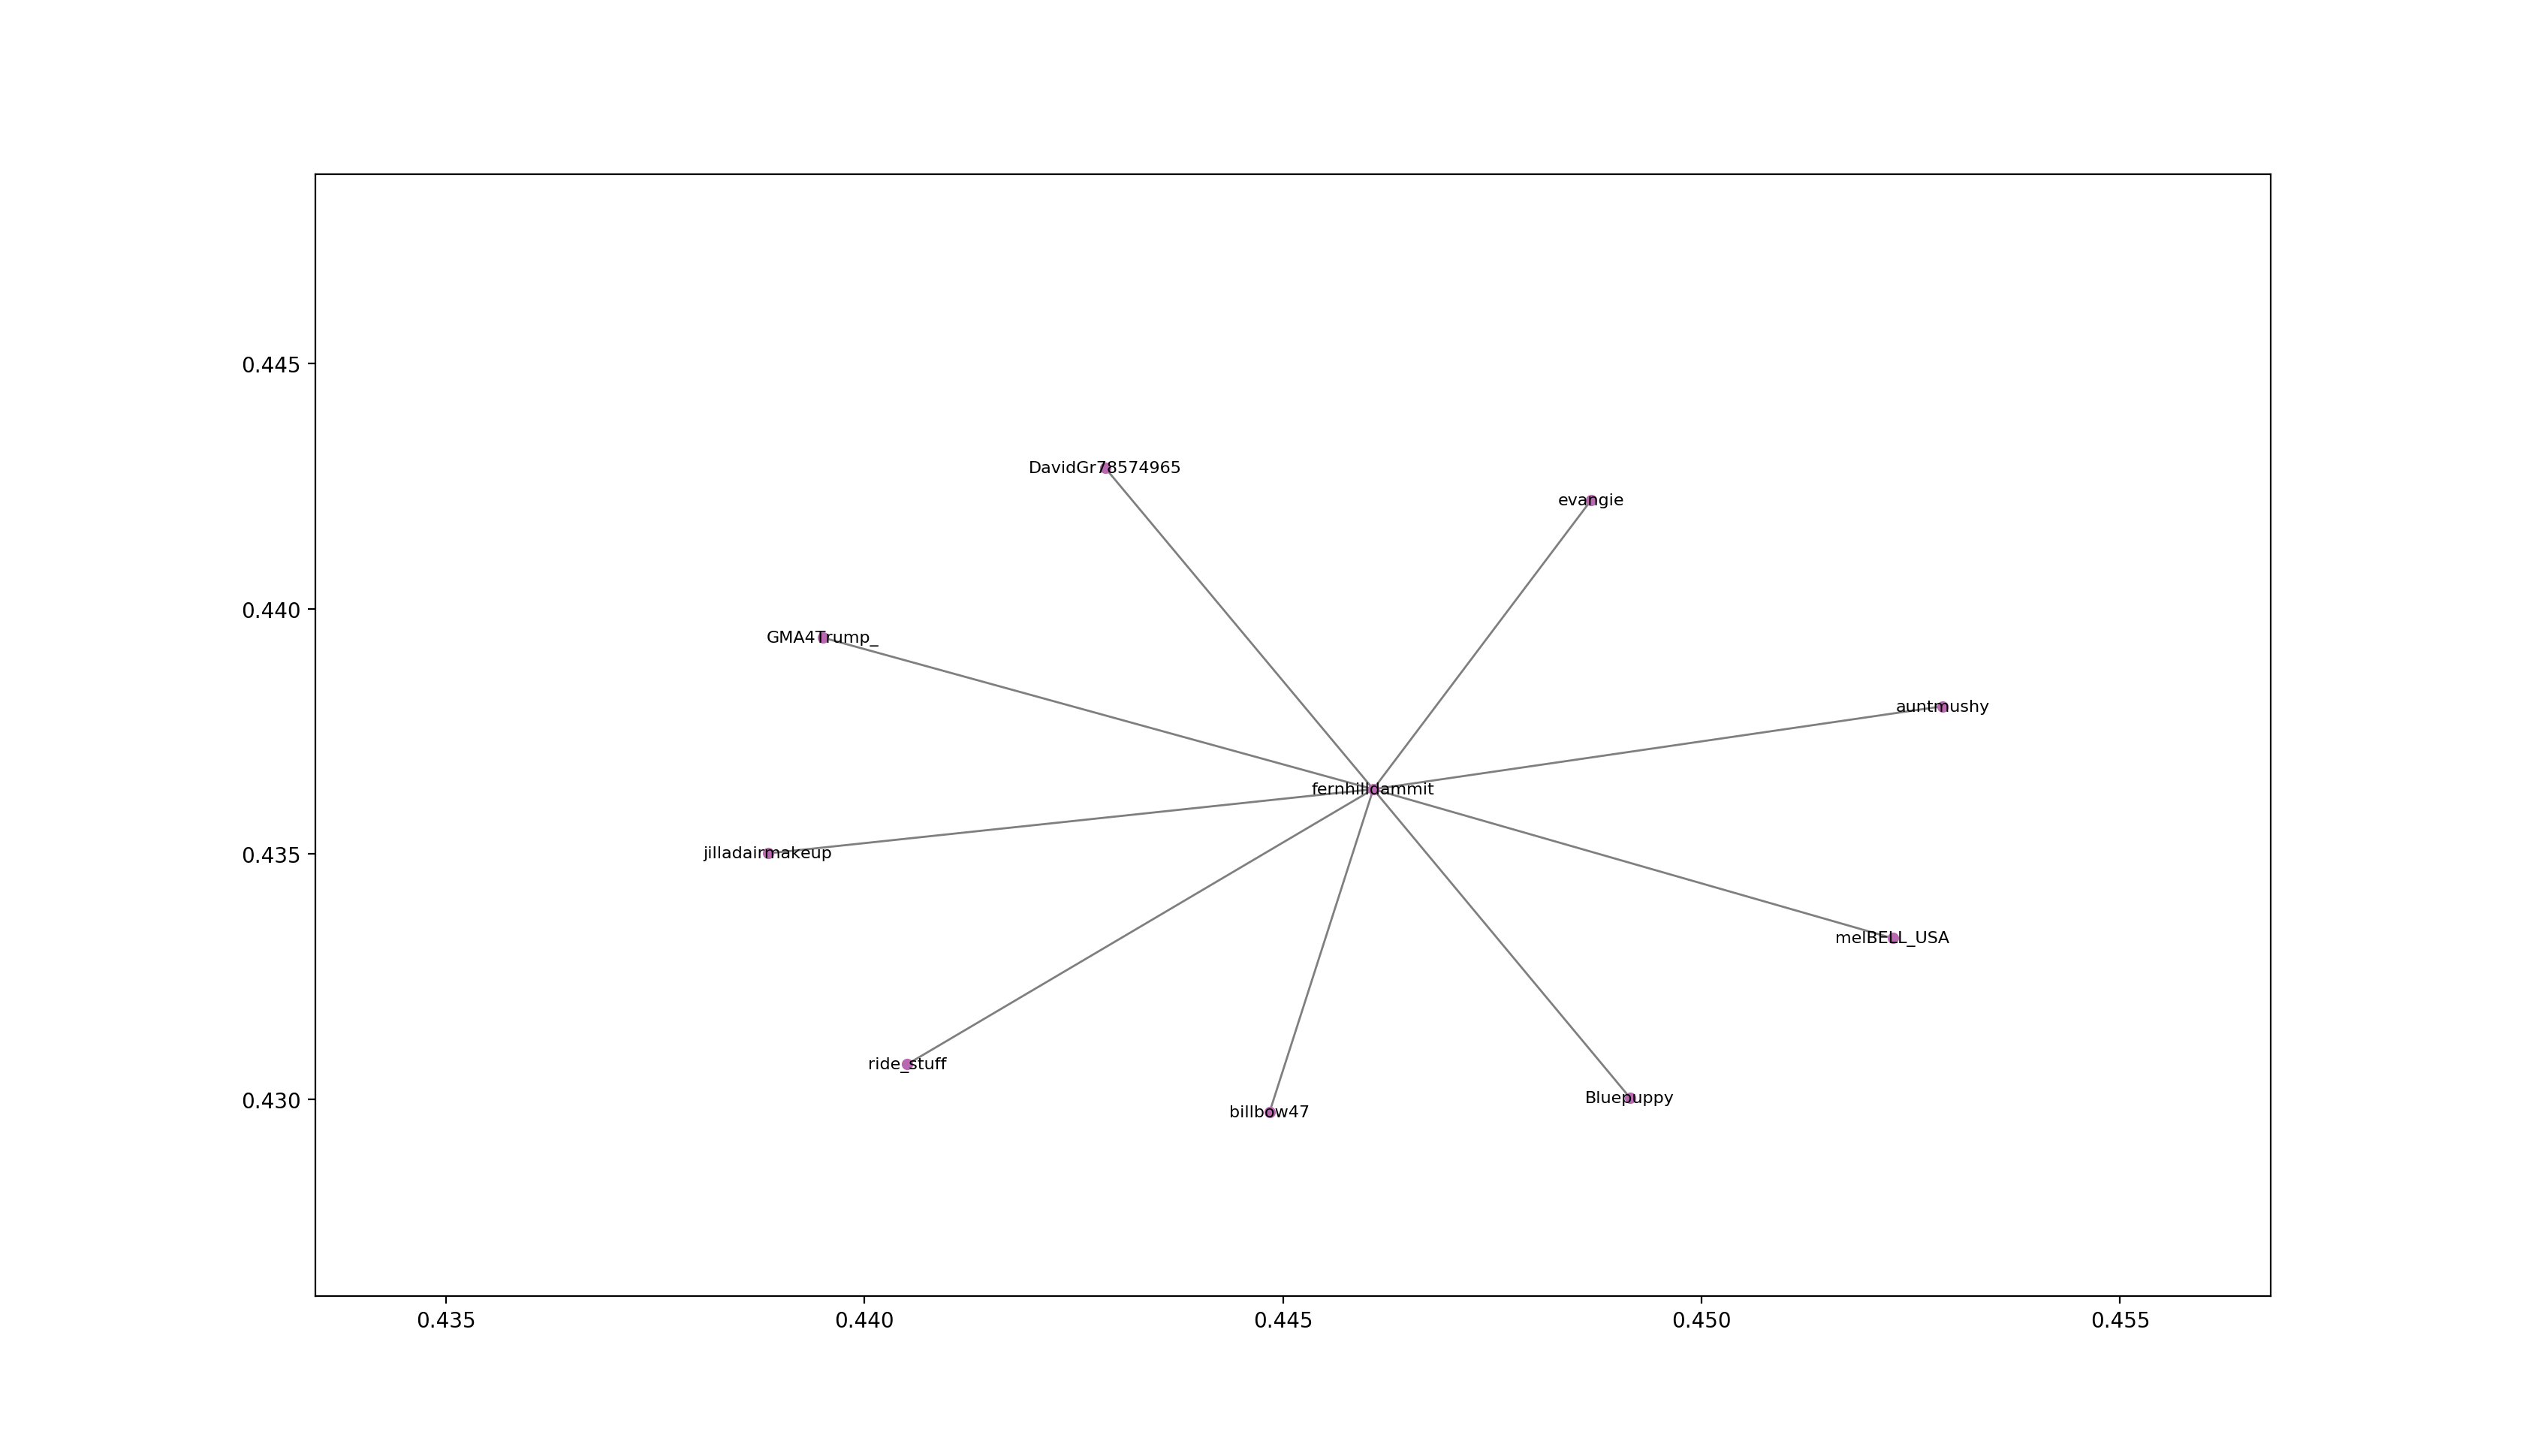 0.445
DavidGr78574965
evangie
0.440
GMA4Trump_
auntmushy
fernhilldammit
0.435
jilladairmakeup
melBELL_USA
ride_stuff
0.430
billbow47
Bluepuppy
0.435 0.440 0.445 0.450 0.455